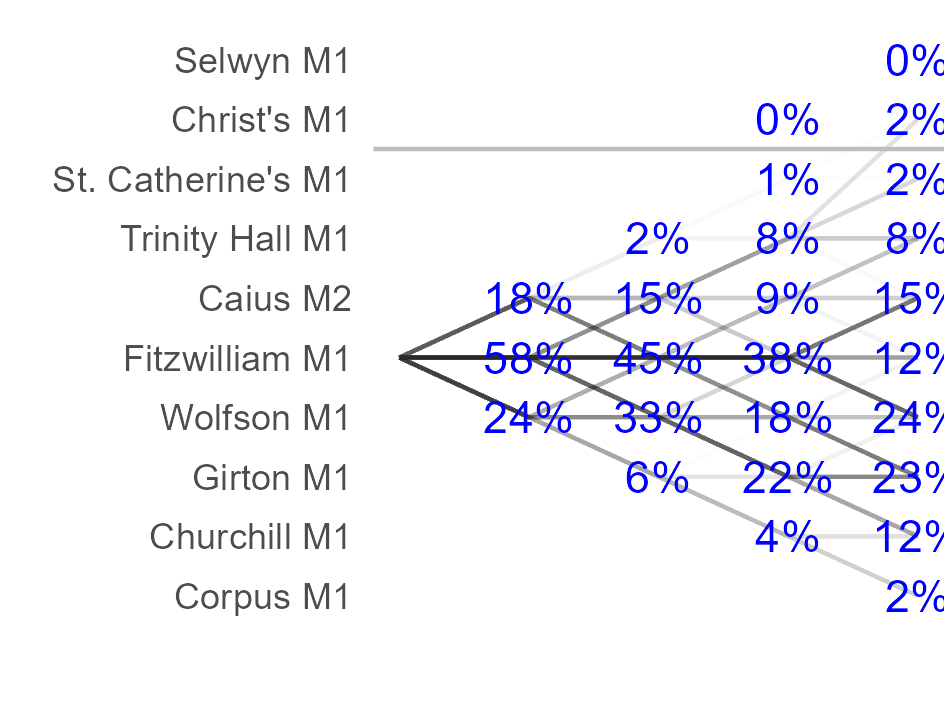 Selwyn M1 0%
Christ's M1 0% 2%
St. Catherine's M1 1% 2%
Trinity Hall M1 2% 8% 8%
Caius M2 18% 15% 9% 15%
Fitzwilliam M1 58% 45% 38% 12%
Wolfson M1 24% 33% 18% 24%
Girton M1 6% 22% 23%
Churchill M1 4% 12%
Corpus M1 2%